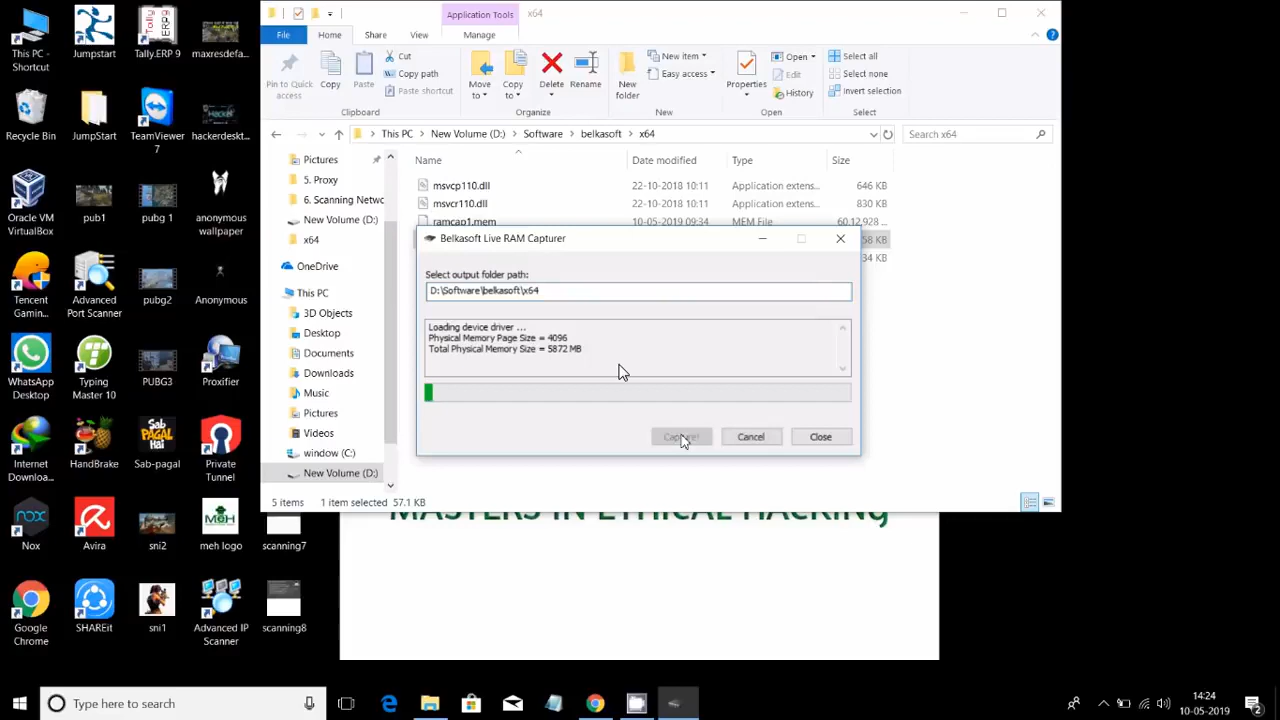 This PC - Shortcut
Jumpstart
Tally.ERP 9
maxresdefa...
Recycle Bin
JumpStart
TeamViewer 7
hackerdeskt...
Oracle VM VirtualBox
pub1
pubg 1
anonymous wallpaper
Tencent Gamin...
Advanced Port Scanner
pubg2
Anonymous
WhatsApp Desktop
Typing Master 10
PUBG3
Proxifier
Internet Downloa...
HandBrake
Sab-pagal
Private Tunnel
Nox
Avira
sni2
meh logo
scanning7
Google Chrome
SHAREit
sni1
Advanced IP Scanner
scanning8
Application Tools
x64
File
Home
Share
View
Manage
Pin to Quick access
Copy
Paste
Cut
Copy path
Paste shortcut
Clipboard
Move to
Copy to
Delete
Rename
Organize
New folder
New item
Easy access
New
Properties
Open
Edit
History
Open
Select all
Select none
Invert selection
Select
This PC > New Volume (D:) > Software > belkasoft > x64
Search x64
Pictures
5. Proxy
6. Scanning Netwo
New Volume (D:)
x64
OneDrive
This PC
3D Objects
Desktop
Documents
Downloads
Music
Pictures
Videos
window (C:)
New Volume (D:)
Name Date modified Type Size
msvcp110.dll 22-10-2018 10:11 Application extens... 646 KB
msvcr110.dll 22-10-2018 10:11 Application extens... 830 KB
ramcap1.mem 10-05-2019 09:34 MEM File 60,12,928 ...
58 KB
34 KB
Belkasoft Live RAM Capturer
Select output folder path:
D:\Software\belkasoft\x64
Loading device driver ...
Physical Memory Page Size = 4096
Total Physical Memory Size = 5872 MB
Capture!
Cancel
Close
5 items 1 item selected 57.1 KB
MASTERS IN ETHICAL HACKING
Type here to search
14:24
10-05-2019
2